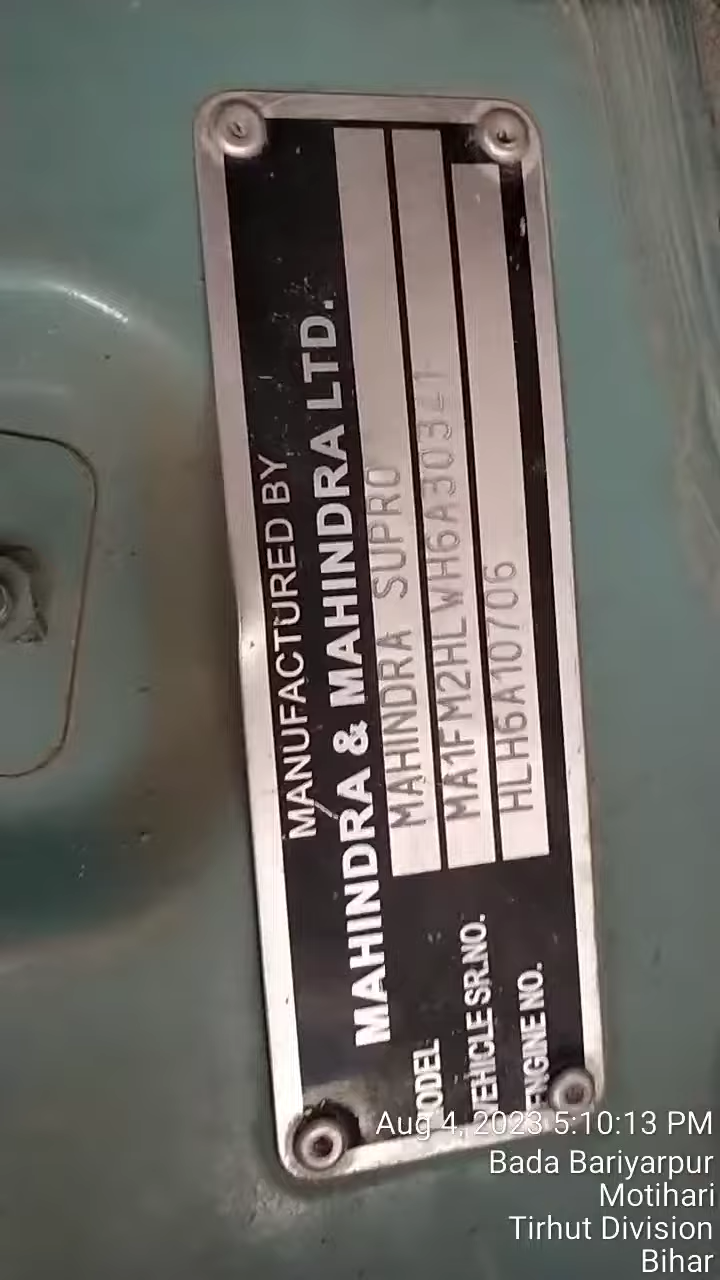 MANUFACTURED BY
MAHINDRA & MAHINDRA LTD.
MODEL MAHINDRA SUPRO
VEHICLE SR.NO.
ENGINE NO. HLH6A10706
Aug 4, 2023 5:10:13 PM
Bada Bariyarpur
Motihari
Tirhut Division
Bihar